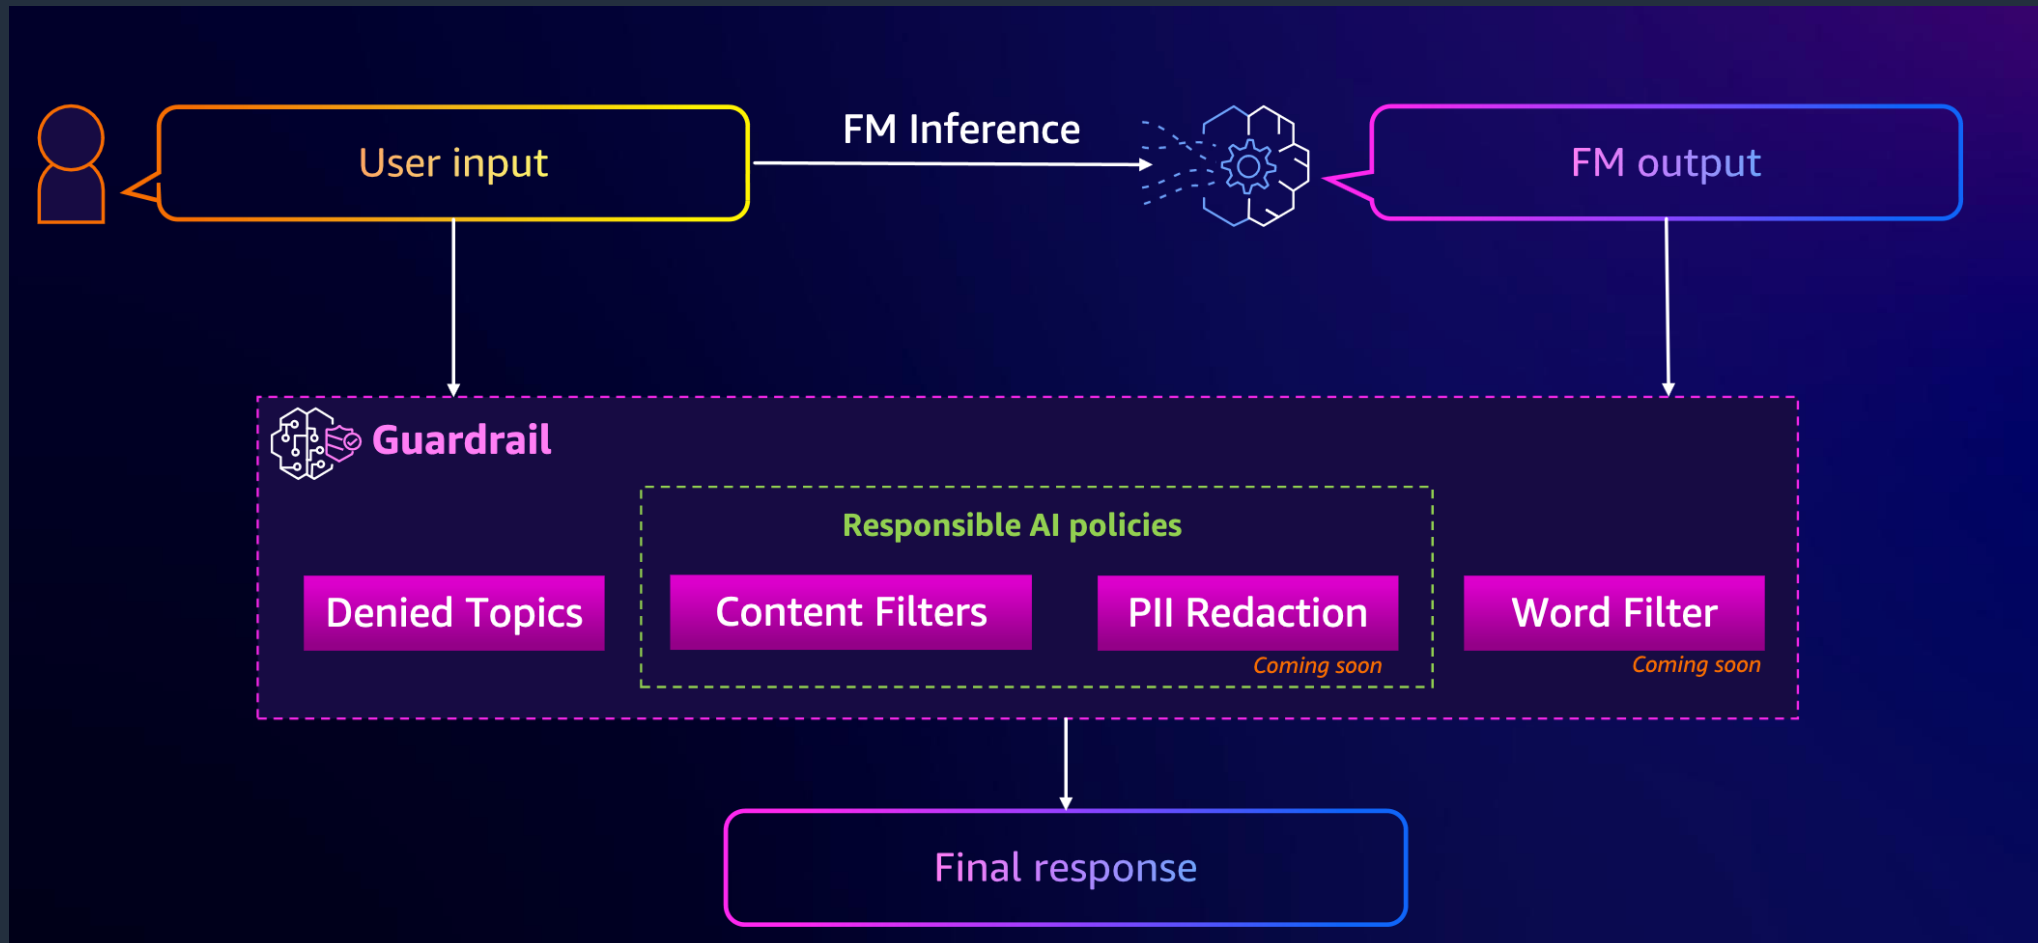 User input
FM Inference
FM output
Guardrail
Responsible AI policies
Denied Topics
Content Filters
PII Redaction
Coming soon
Word Filter
Coming soon
Final response